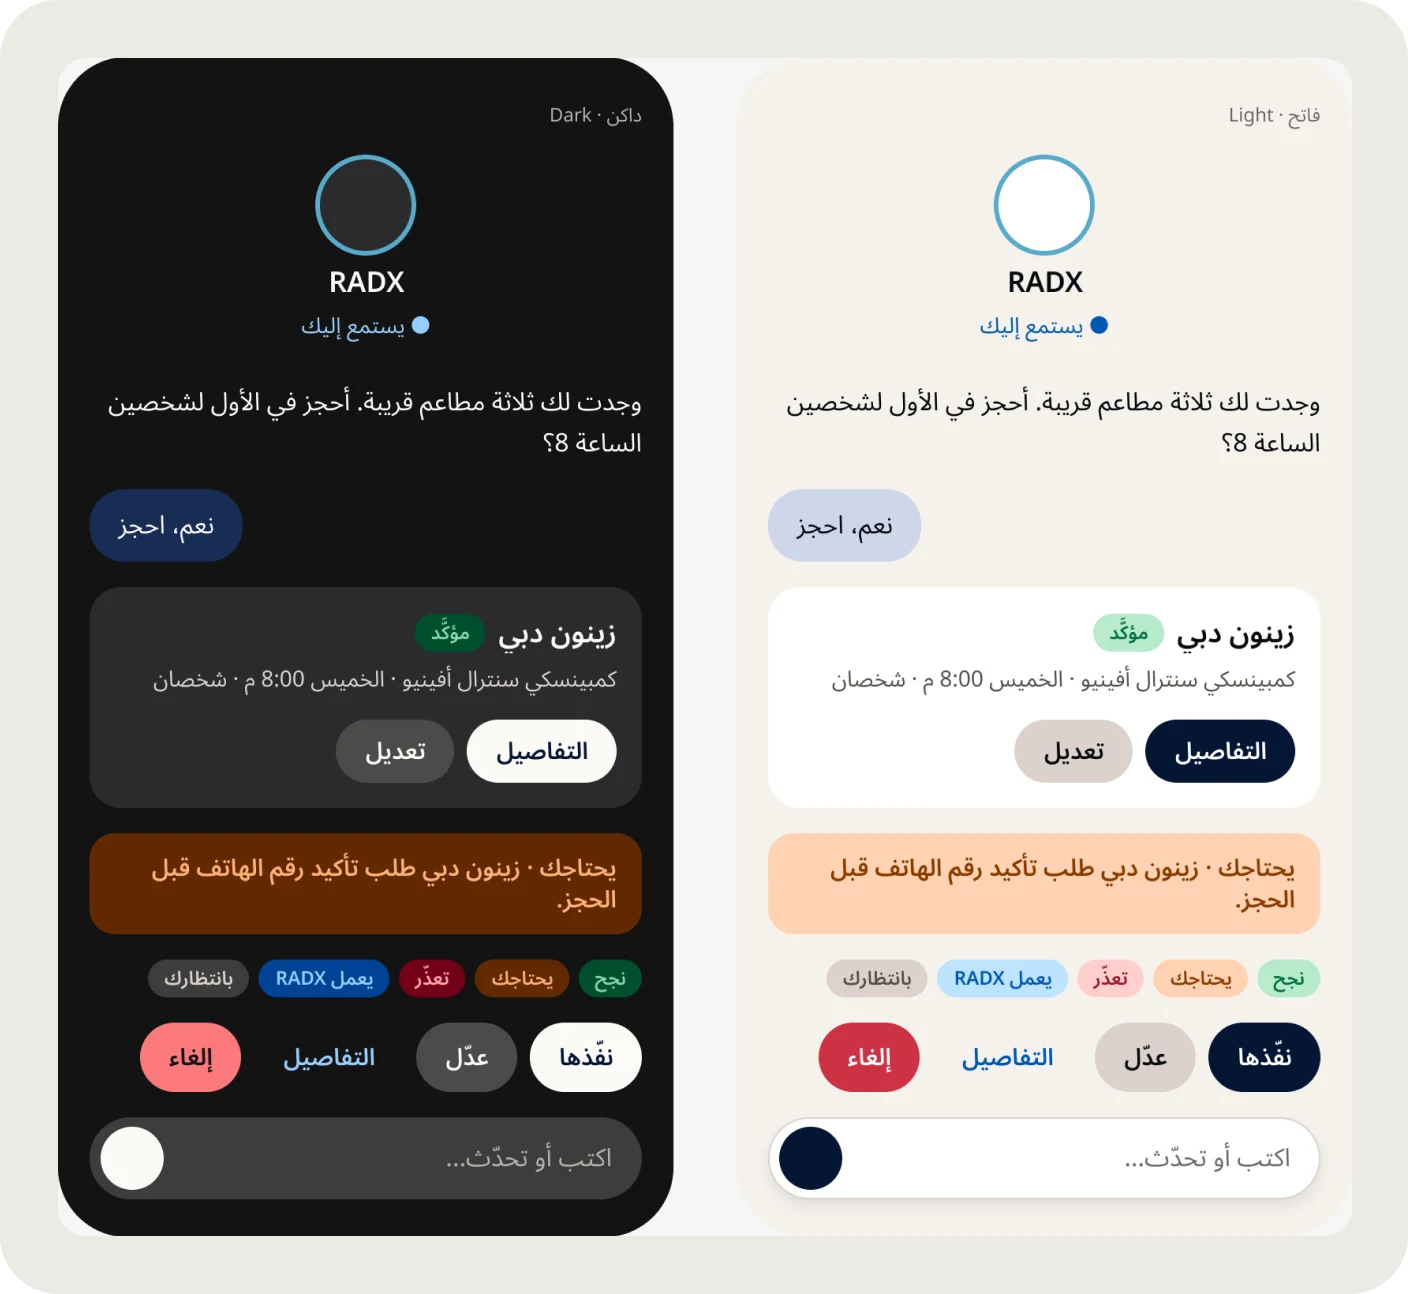 فاتح · Light
RADX
يستمع إليك
وجدت لك ثلاثة مطاعم قريبة. أحجز في الأول لشخصين
الساعة 8؟
نعم، احجز
زينون دبي
مؤكَّد
كمبينسكي سنترال أفينيو · الخميس 8:00 م · شخصان
التفاصيل
تعديل
يحتاجك · زينون دبي طلب تأكيد رقم الهاتف قبل
الحجز.
نجح
يحتاجك
تعذّر
يعمل RADX
بانتظارك
نفّذها
عدّل
التفاصيل
إلغاء
اكتب أو تحدّث...
داكن · Dark
RADX
يستمع إليك
وجدت لك ثلاثة مطاعم قريبة. أحجز في الأول لشخصين
الساعة 8؟
نعم، احجز
زينون دبي
مؤكَّد
كمبينسكي سنترال أفينيو · الخميس 8:00 م · شخصان
التفاصيل
تعديل
يحتاجك · زينون دبي طلب تأكيد رقم الهاتف قبل
الحجز.
نجح
يحتاجك
تعذّر
يعمل RADX
بانتظارك
نفّذها
عدّل
التفاصيل
إلغاء
اكتب أو تحدّث...